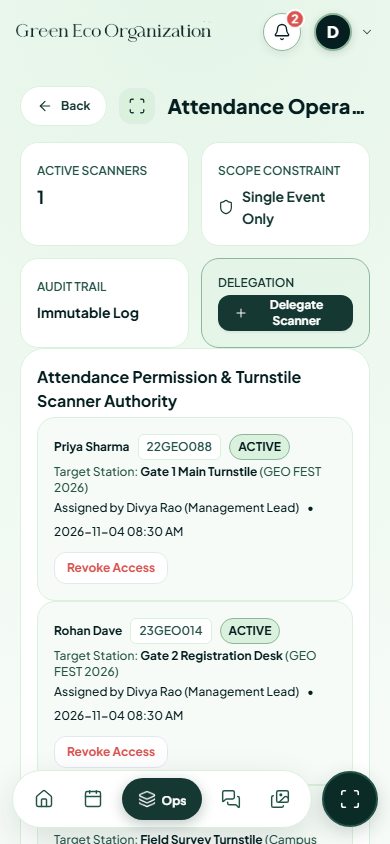 Green Eco Organization
2
D
Back
Attendance Opera...
ACTIVE SCANNERS
1
SCOPE CONSTRAINT
Single Event
Only
AUDIT TRAIL
Immutable Log
DELEGATION
Delegate
Scanner
Attendance Permission & Turnstile
Scanner Authority
Priya Sharma 22GEO088 ACTIVE
Target Station: Gate 1 Main Turnstile (GEO FEST
2026)
Assigned by Divya Rao (Management Lead) •
2026-11-04 08:30 AM
Revoke Access
Rohan Dave 23GEO014 ACTIVE
Target Station: Gate 2 Registration Desk (GEO
FEST 2026)
Assigned by Divya Rao (Management Lead) •
2026-11-04 08:30 AM
Revoke Access
Ops
Target Station: Field Survey Turnstile (Campus